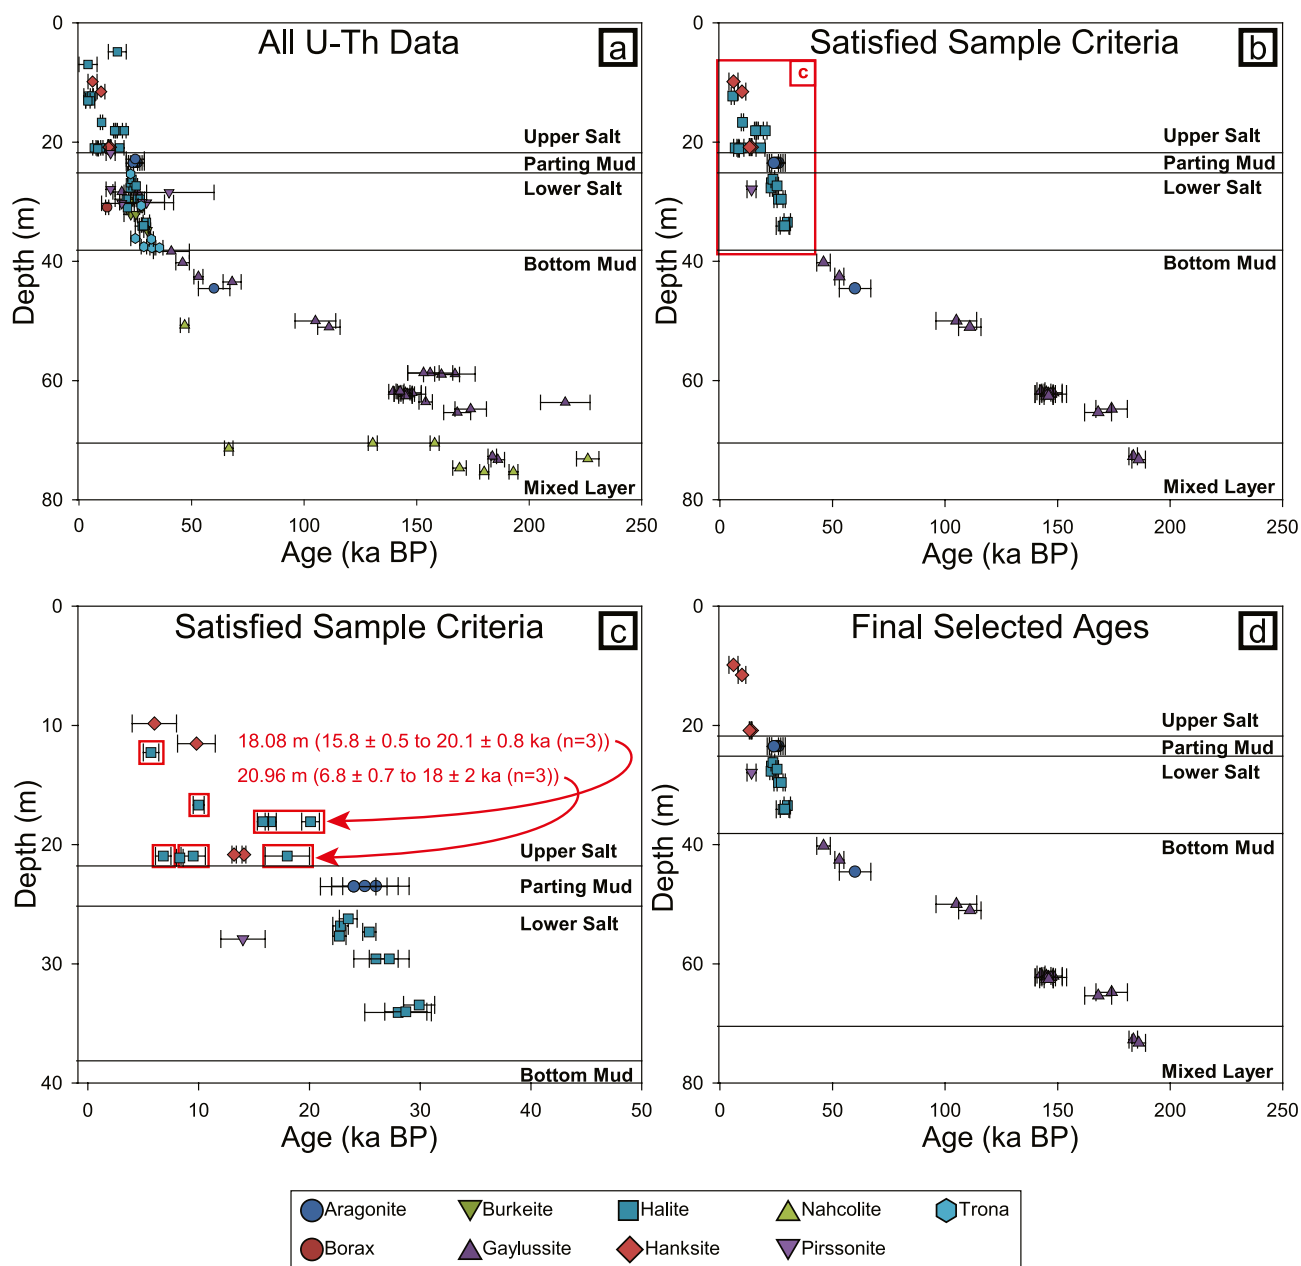 All U-Th Data
a
0
20
40
60
80
Depth (m)
Upper Salt
Parting Mud
Lower Salt
Bottom Mud
Mixed Layer
0 50 100 150 200 250
Age (ka BP)
Satisfied Sample Criteria
b
c
0
20
40
60
80
Depth (m)
Upper Salt
Parting Mud
Lower Salt
Bottom Mud
Mixed Layer
0 50 100 150 200 250
Age (ka BP)
Satisfied Sample Criteria
c
0
10
20
30
40
Depth (m)
18.08 m (15.8 ± 0.5 to 20.1 ± 0.8 ka (n=3))
20.96 m (6.8 ± 0.7 to 18 ± 2 ka (n=3))
Upper Salt
Parting Mud
Lower Salt
Bottom Mud
0 10 20 30 40 50
Age (ka BP)
Final Selected Ages
d
0
20
40
60
80
Depth (m)
Upper Salt
Parting Mud
Lower Salt
Bottom Mud
Mixed Layer
0 50 100 150 200 250
Age (ka BP)
Aragonite Burkeite Halite Nahcolite Trona
Borax Gaylussite Hanksite Pirssonite